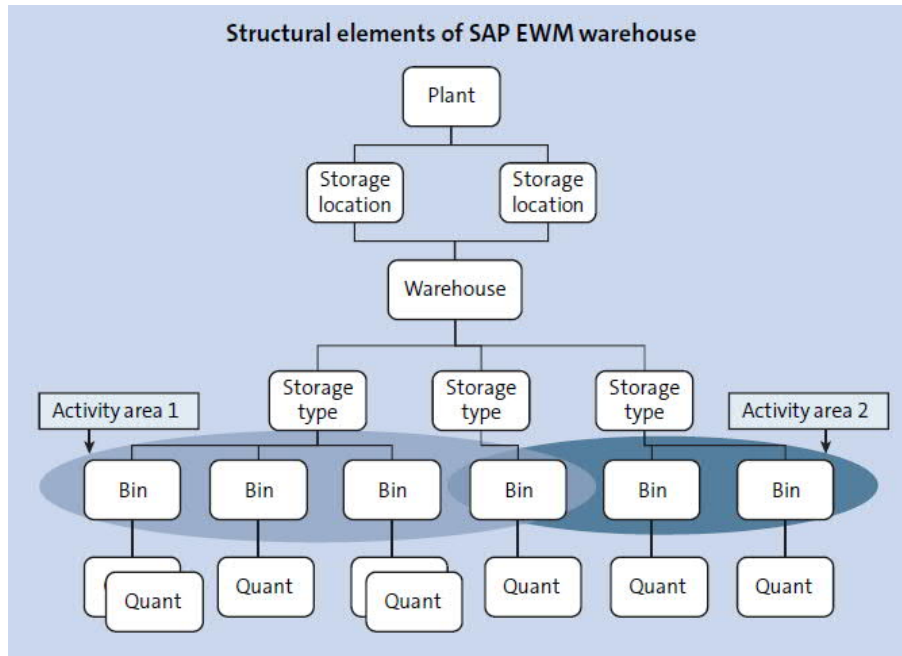 Structural elements of SAP EWM warehouse
Plant
Storage
location
Storage
location
Warehouse
Storage
type
Storage
type
Storage
type
Activity area 1
Activity area 2
Bin
Bin
Bin
Bin
Bin
Bin
Quant
Quant
Quant
Quant
Quant
Quant